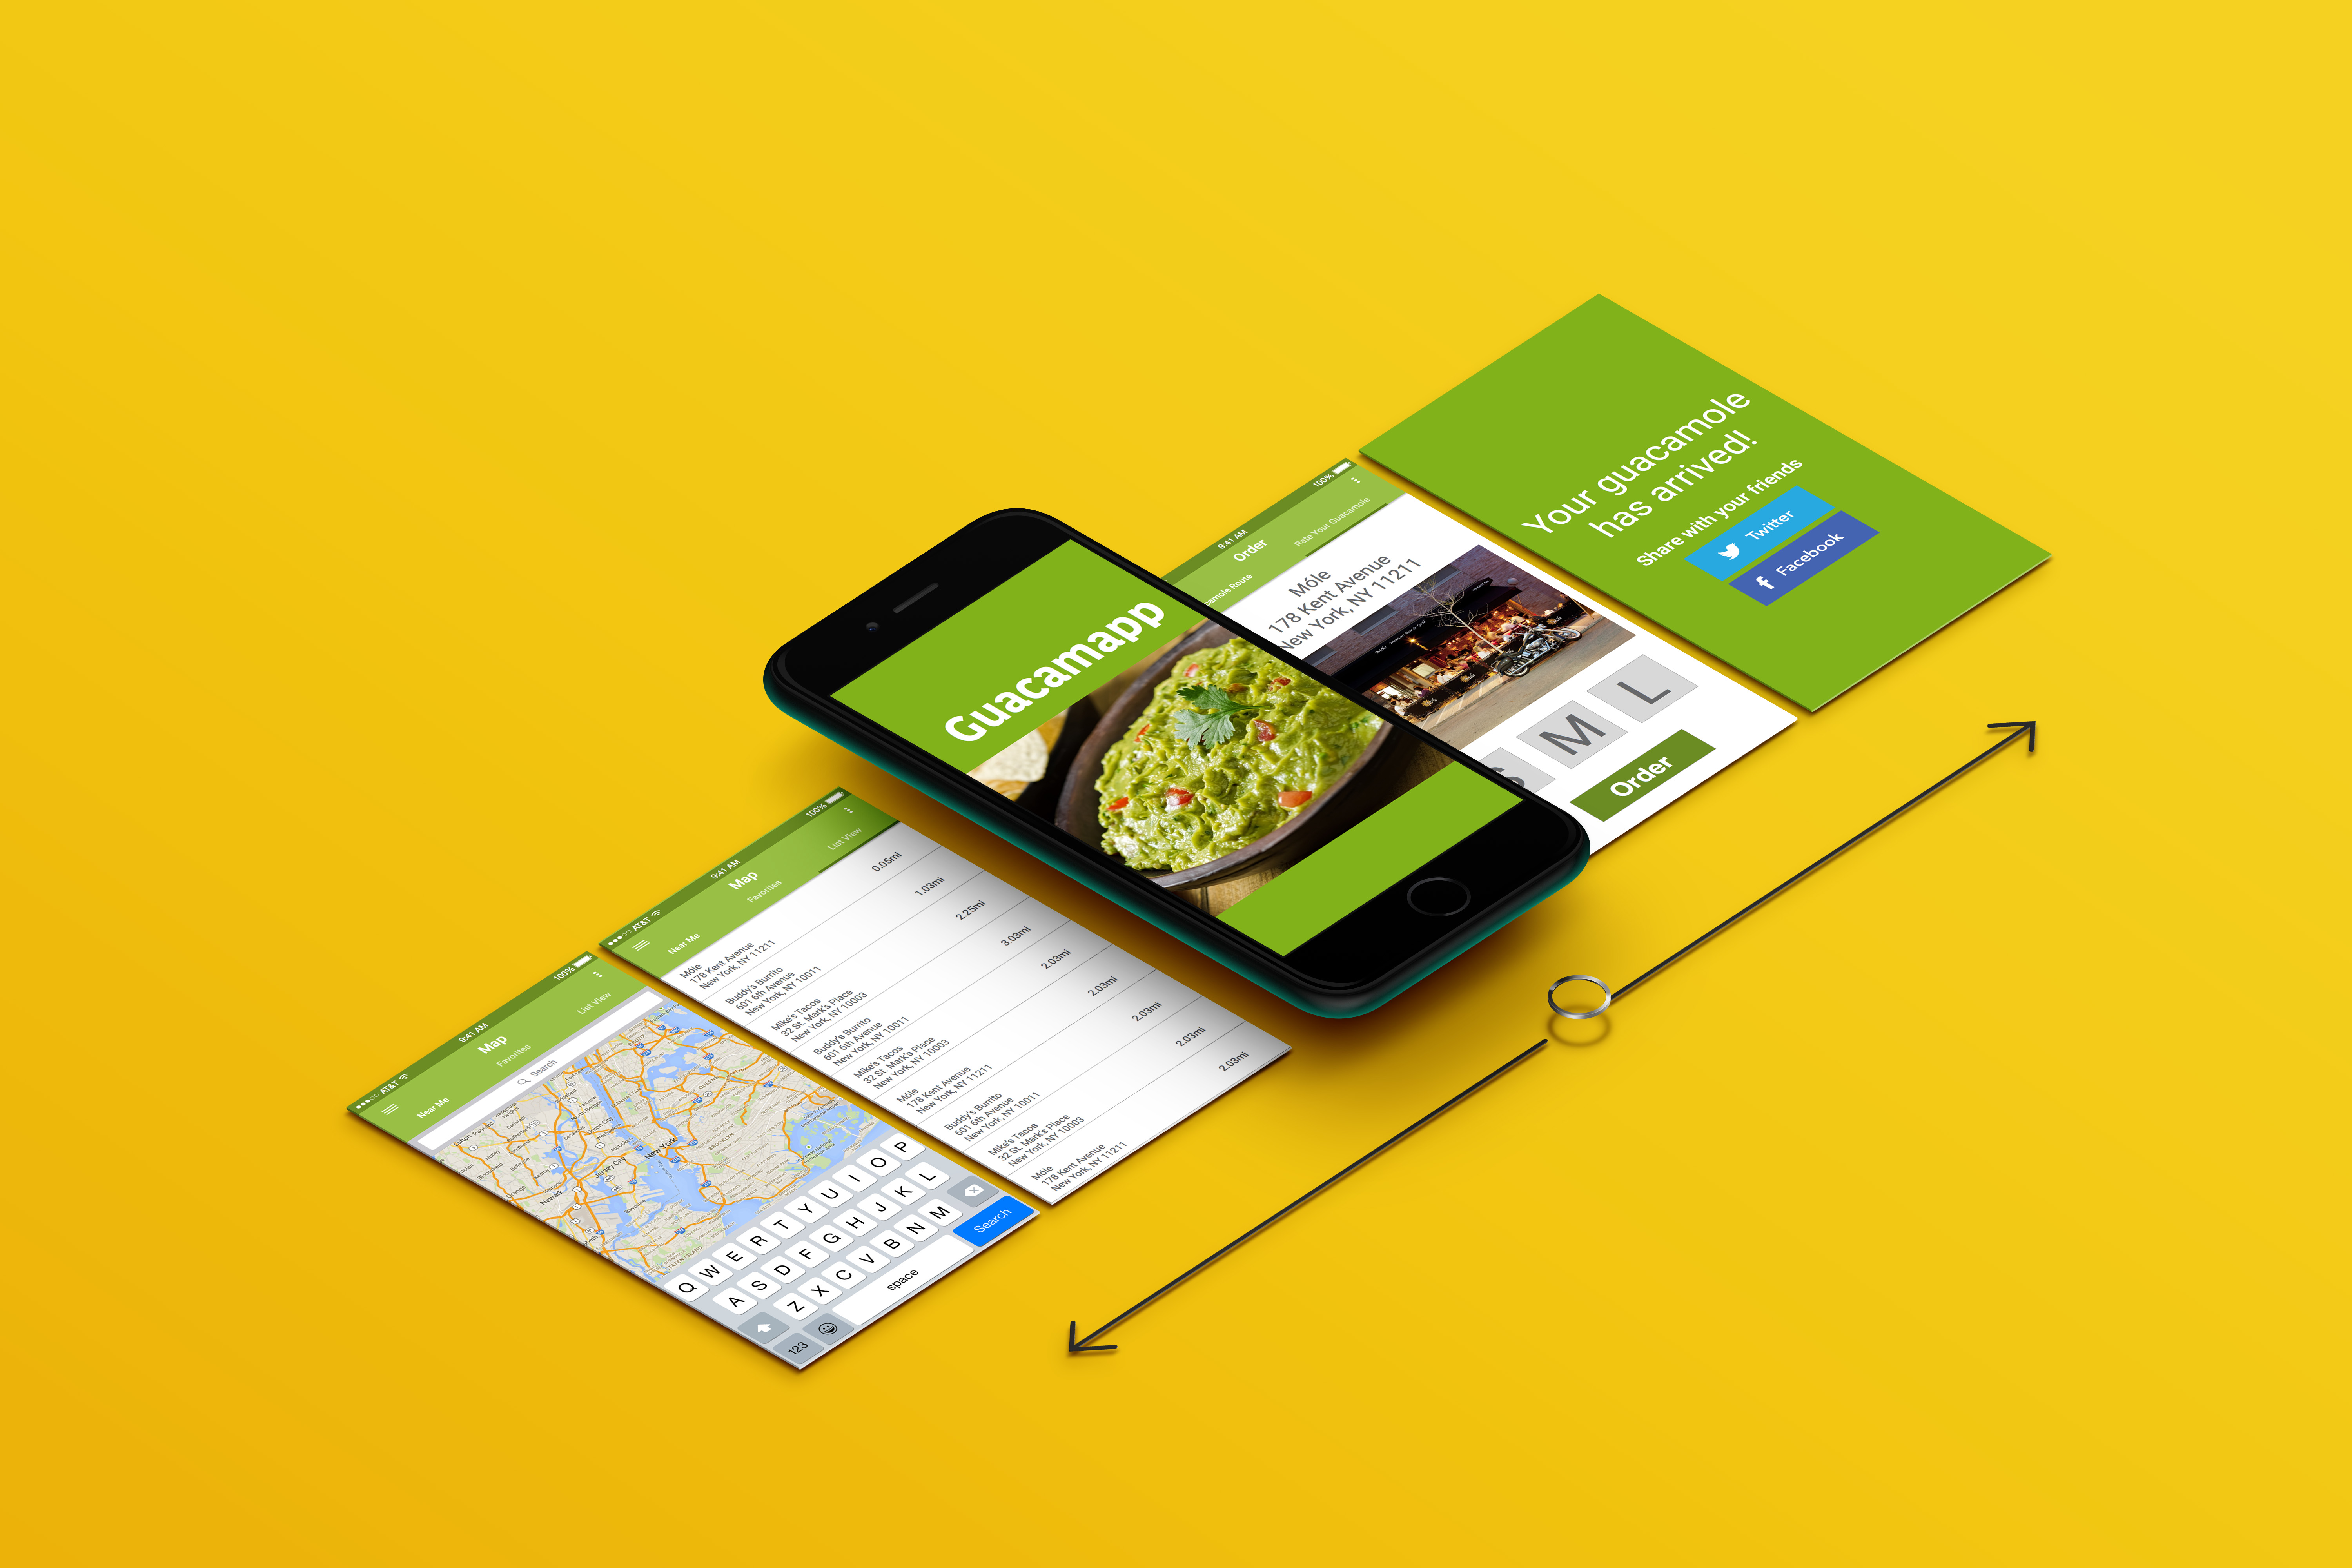 AT&T 9:41 AM 100%
Map
Near Me Favorites List View
Search
New York
Jersey City
Newark
Q W E R T Y U I O P
A S D F G H J K L
Z X C V B N M
123 space Search
AT&T 9:41 AM 100%
Map
Near Me Favorites List View
Móle 0.05mi
178 Kent Avenue
New York, NY 11211
Buddy's Burrito 1.03mi
601 6th Avenue
New York, NY 10011
Mike's Tacos 2.25mi
32 St. Mark's Place
New York, NY 10003
Buddy's Burrito 3.03mi
601 6th Avenue
New York, NY 10011
Mike's Tacos 2.03mi
32 St. Mark's Place
New York, NY 10003
Móle 2.03mi
178 Kent Avenue
New York, NY 11211
Buddy's Burrito 2.03mi
601 6th Avenue
New York, NY 10011
Mike's Tacos 2.03mi
32 St. Mark's Place
New York, NY 10003
Móle 2.03mi
178 Kent Avenue
New York, NY 11211
Guacamapp
9:41 AM 100%
Order
Route Rate Your Guacamole
Móle
178 Kent Avenue
New York, NY 11211
S M L
Order
Your guacamole
has arrived!
Share with your friends
Twitter
Facebook